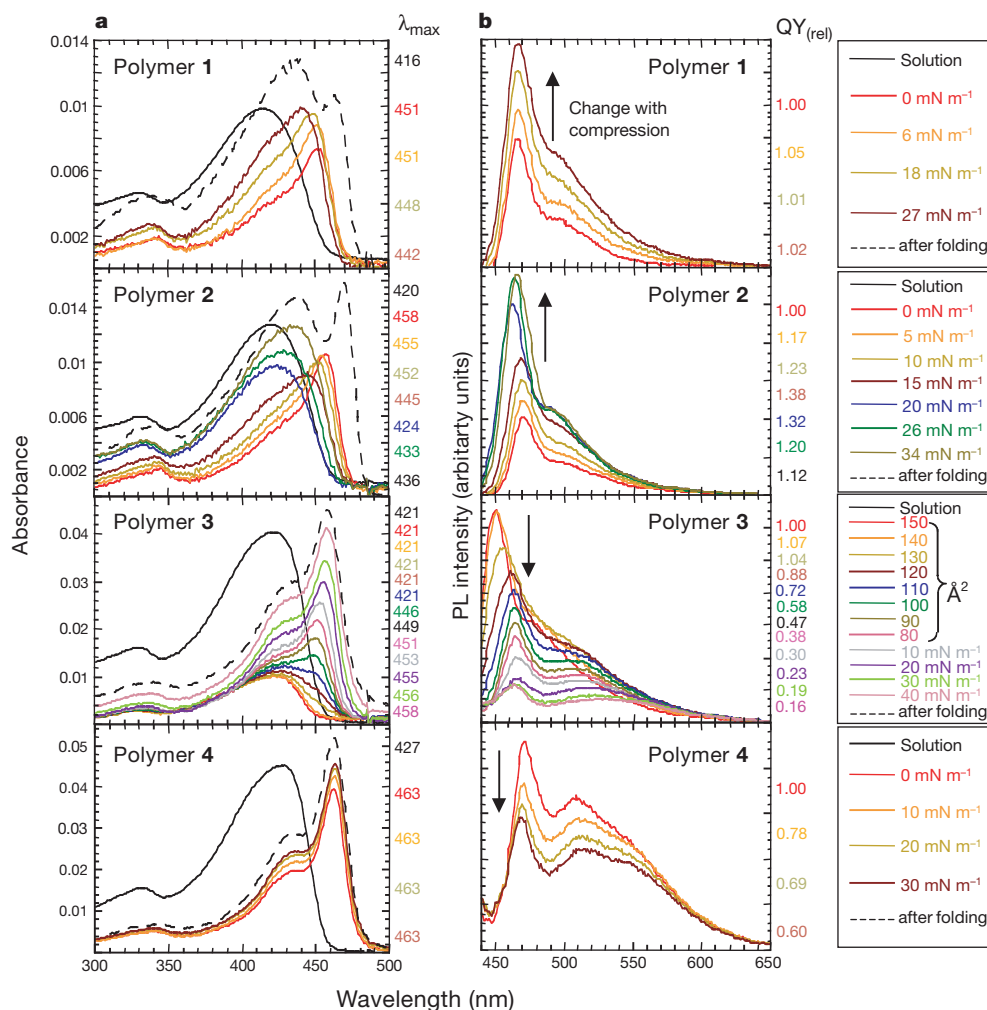 a
λmax
0.014
0.01
0.006
0.002
Polymer 1
416
451
451
448
442
0.014
0.01
0.006
0.002
Polymer 2
420
458
455
452
445
424
433
436
0.04
0.03
0.02
0.01
Polymer 3
421
421
421
421
421
421
446
449
451
453
455
456
458
0.05
0.04
0.03
0.02
0.01
Polymer 4
427
463
463
463
463
300
350
400
450
500
Absorbance
b
QY(rel)
Polymer 1
Change with
compression
1.00
1.05
1.01
1.02
Polymer 2
1.00
1.17
1.23
1.38
1.32
1.20
1.12
Polymer 3
1.00
1.07
1.04
0.88
0.72
0.58
0.47
0.38
0.30
0.23
0.19
0.16
Polymer 4
1.00
0.78
0.69
0.60
450
500
550
600
650
PL intensity (arbitarty units)
Wavelength (nm)
Solution
0 mN m⁻¹
6 mN m⁻¹
18 mN m⁻¹
27 mN m⁻¹
after folding
Solution
0 mN m⁻¹
5 mN m⁻¹
10 mN m⁻¹
15 mN m⁻¹
20 mN m⁻¹
26 mN m⁻¹
34 mN m⁻¹
after folding
Solution
150
140
130
120
110
100
90
80
Å²
10 mN m⁻¹
20 mN m⁻¹
30 mN m⁻¹
40 mN m⁻¹
after folding
Solution
0 mN m⁻¹
10 mN m⁻¹
20 mN m⁻¹
30 mN m⁻¹
after folding